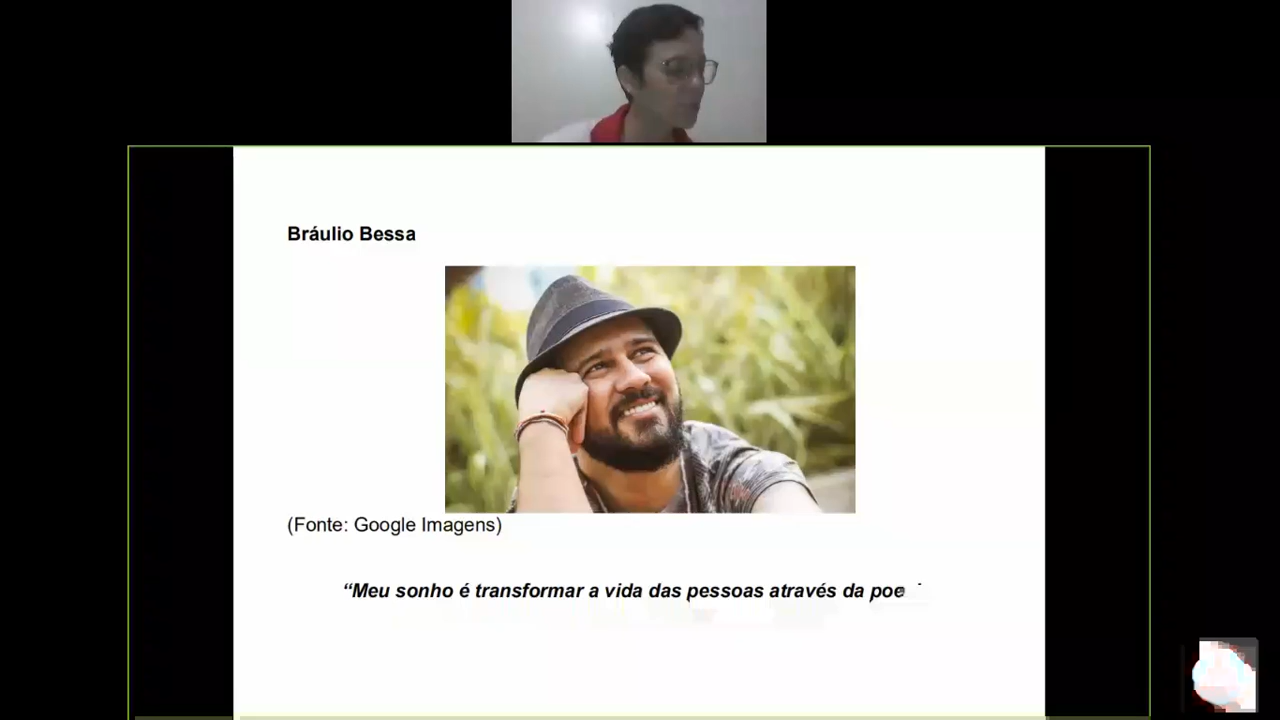 Bráulio Bessa
(Fonte: Google Imagens)
“Meu sonho é transformar a vida das pessoas através da